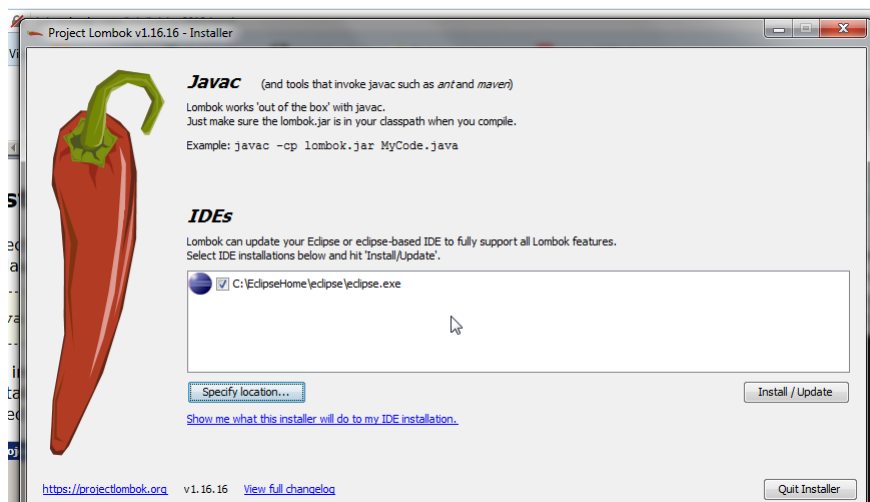 Project Lombok v1.16.16 - Installer
Javac (and tools that invoke javac such as ant and maven)
Lombok works 'out of the box' with javac.
Just make sure the lombok.jar is in your classpath when you compile.
Example: javac -cp lombok.jar MyCode.java
IDEs
Lombok can update your Eclipse or eclipse-based IDE to fully support all Lombok features.
Select IDE installations below and hit 'Install/Update'.
C:\EclipseHome\eclipse\eclipse.exe
Specify location...
Install / Update
Show me what this installer will do to my IDE installation.
https://projectlombok.org v1.16.16 View full changelog
Quit Installer